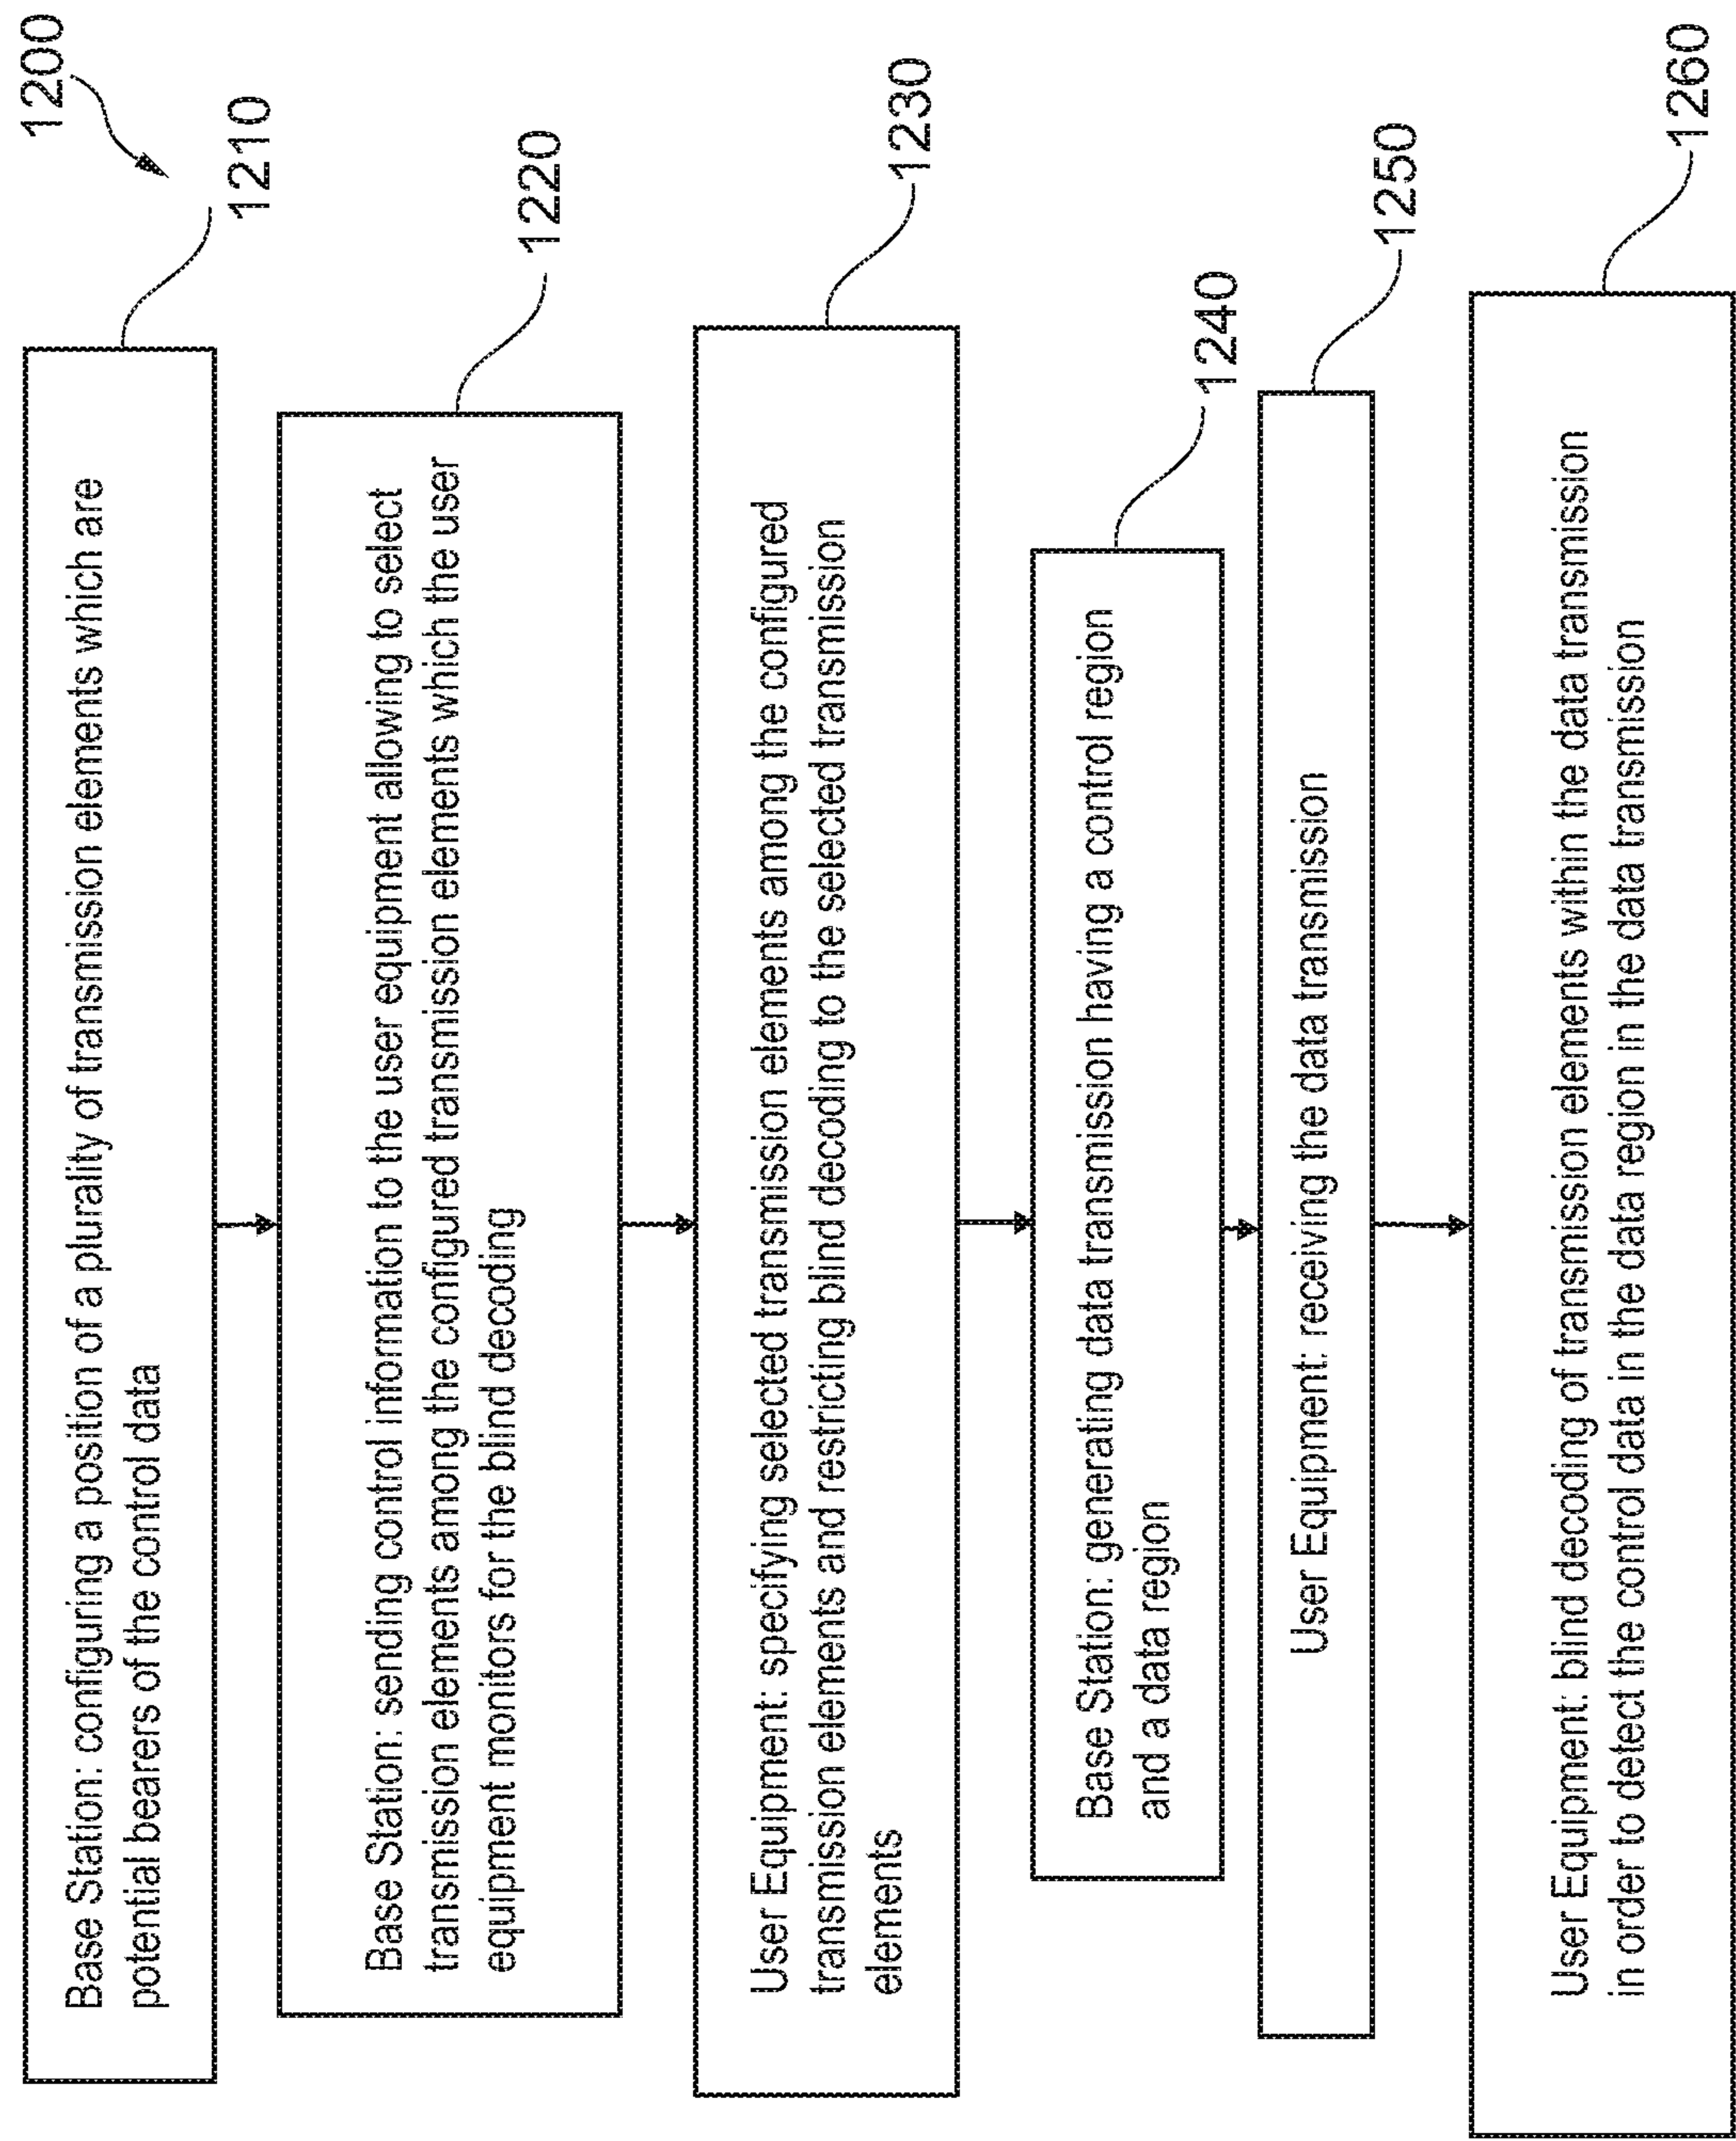 1200
Base Station: configuring a position of a plurality of transmission elements which are
potential bearers of the control data
1210
Base Station: sending control information to the user equipment allowing to select
transmission elements among the configured transmission elements which the user
equipment monitors for the blind decoding
1220
User Equipment: specifying selected transmission elements among the configured
transmission elements and restricting blind decoding to the selected transmission
elements
1230
Base Station: generating data transmission having a control region
and a data region
1240
User Equipment: receiving the data transmission
1250
User Equipment: blind decoding of transmission elements within the data transmission
in order to detect the control data in the data region in the data transmission
1260